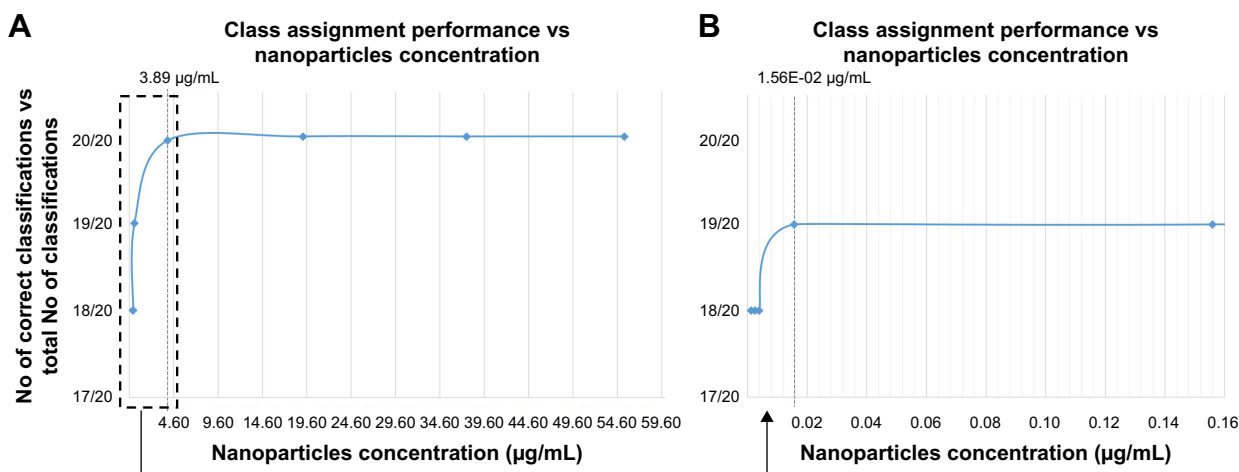 A
Class assignment performance vs
nanoparticles concentration
3.89 µg/mL
No of correct classifications vs
total No of classifications
20/20
19/20
18/20
17/20
4.60 9.60 14.60 19.60 24.60 29.60 34.60 39.60 44.60 49.60 54.60 59.60
Nanoparticles concentration (µg/mL)
B
Class assignment performance vs
nanoparticles concentration
1.56E-02 µg/mL
20/20
19/20
18/20
17/20
0.02 0.04 0.06 0.08 0.10 0.12 0.14 0.16
Nanoparticles concentration (µg/mL)